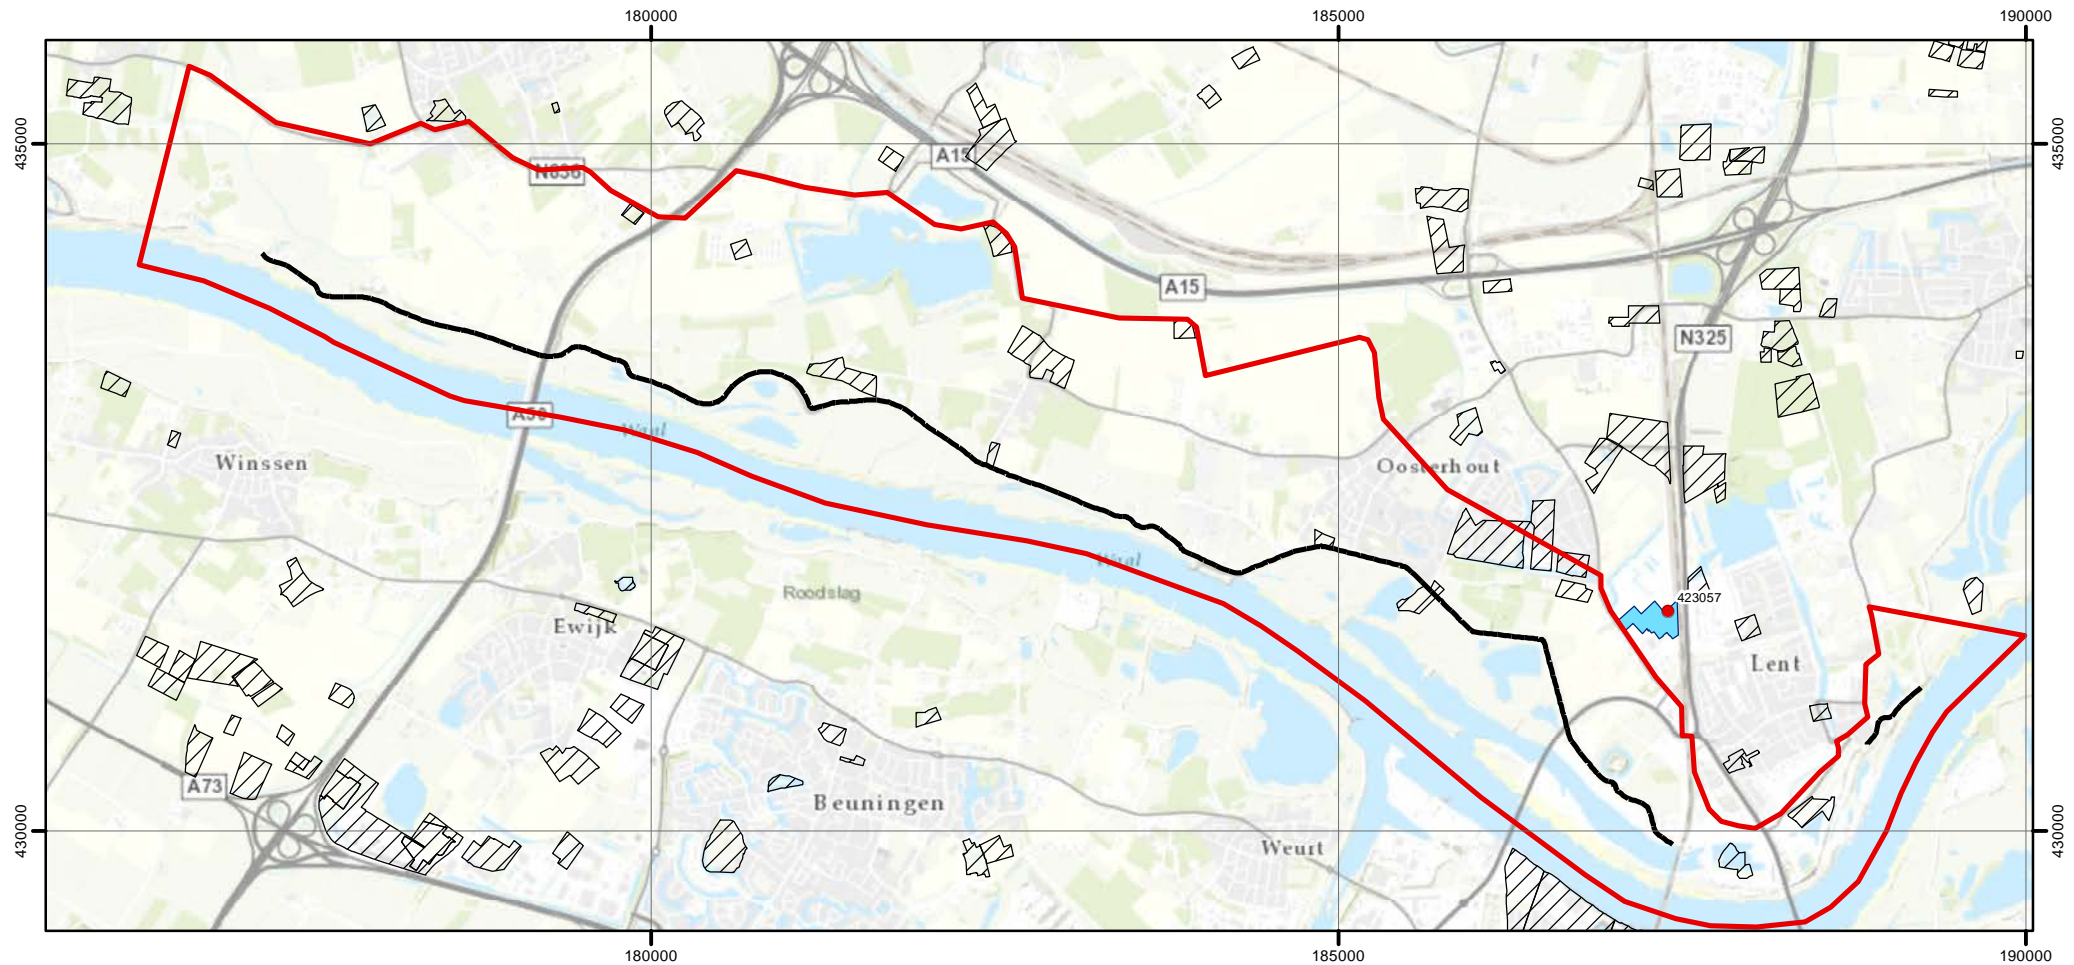 180000
185000
190000
435000
435000
A15
N836
A15
N325
A50
Waal
Winssen
Oosterhout
Waal
Roodslag
423057
Ewijk
Lent
A73
Beuningen
430000
430000
Weurt
180000
185000
190000